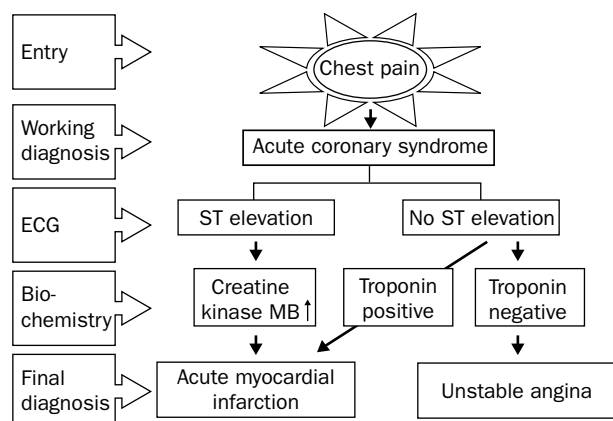 Entry
Chest pain
Working
diagnosis
Acute coronary syndrome
ECG
ST elevation
No ST elevation
Bio-
chemistry
Creatine
kinase MB↑
Troponin
positive
Troponin
negative
Final
diagnosis
Acute myocardial
infarction
Unstable angina